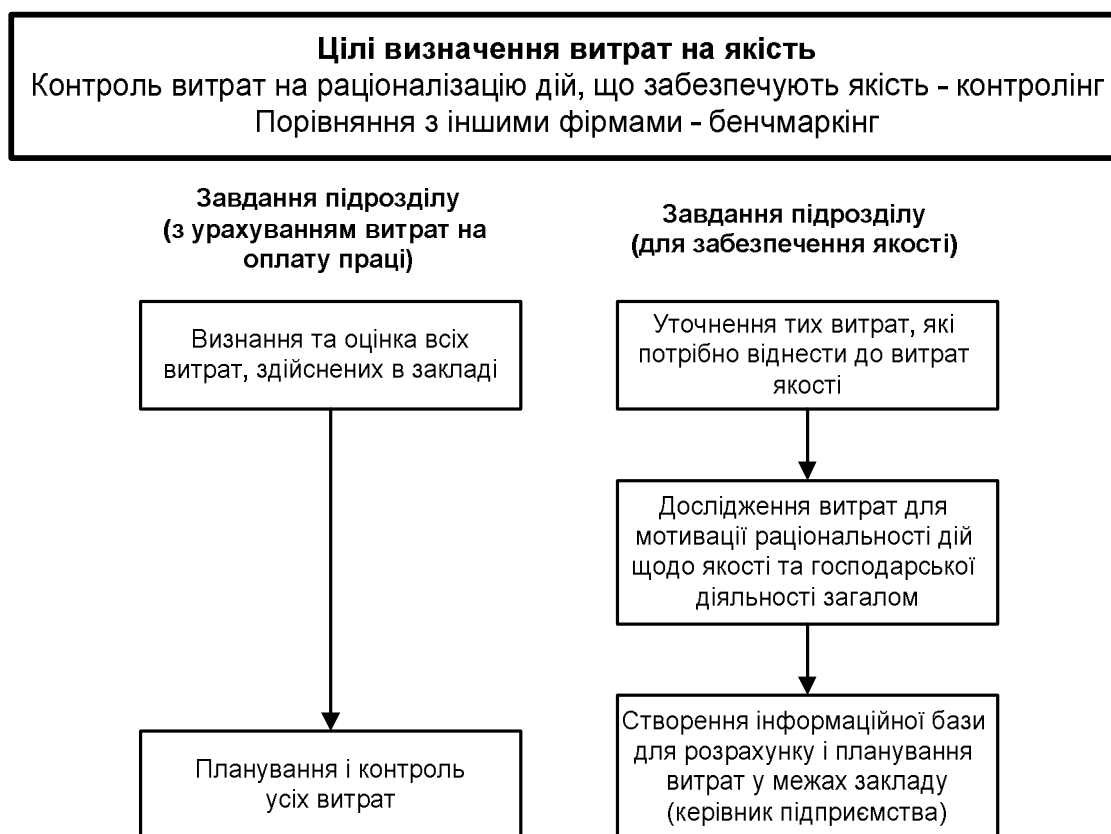 Цілі визначення витрат на якість
Контроль витрат на раціоналізацію дій, що забезпечують якість - контролінг
Порівняння з іншими фірмами - бенчмаркінг
Завдання підрозділу
(з урахуванням витрат на
оплату праці)
Визнання та оцінка всіх
витрат, здійснених в закладі
Планування і контроль
усіх витрат
Завдання підрозділу
(для забезпечення якості)
Уточнення тих витрат, які
потрібно віднести до витрат
якості
Дослідження витрат для
мотивації раціональності дій
щодо якості та господарської
діяльності загалом
Створення інформаційної бази
для розрахунку і планування
витрат у межах закладу
(керівник підприємства)